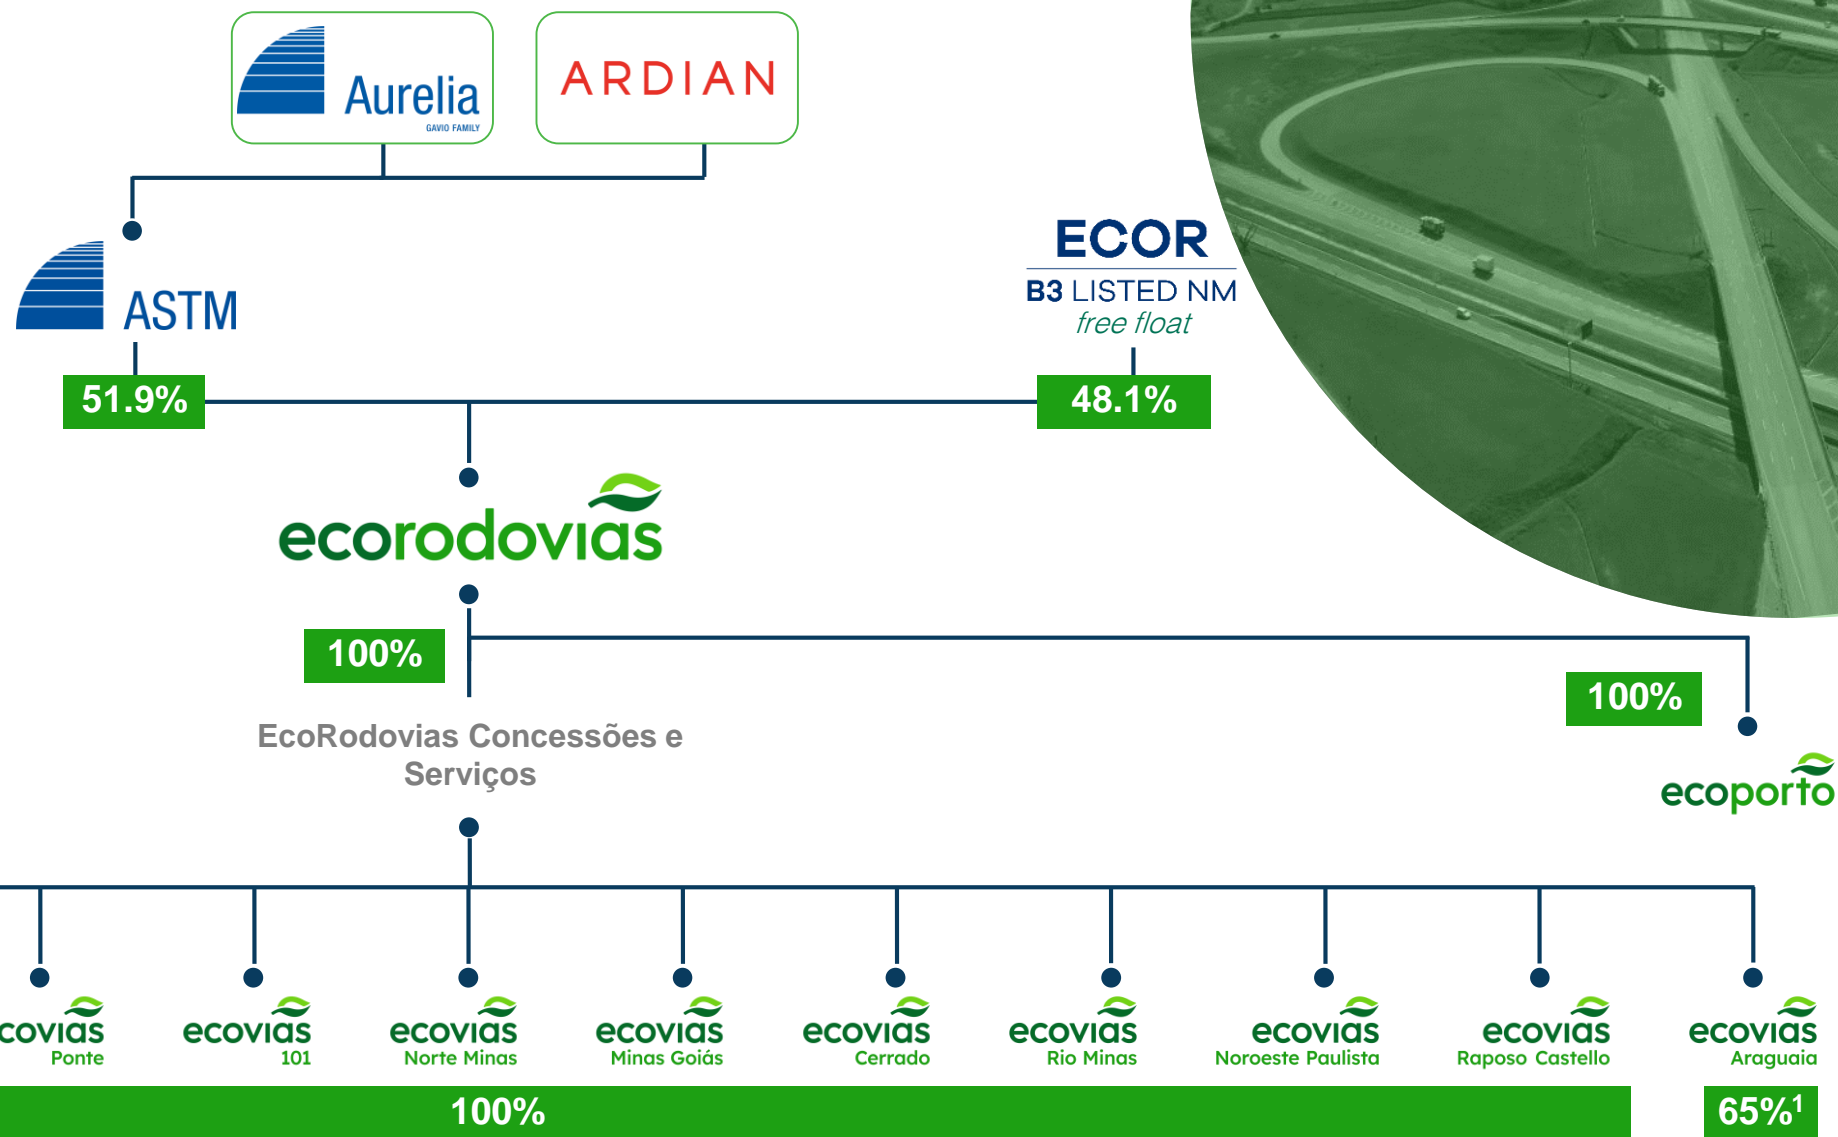 Aurelia
GAVIO FAMILY
ARDIAN
ASTM
ECOR
B3 LISTED NM
free float
51.9%
48.1%
ecorodovias
100%
100%
EcoRodovias Concessões e
Serviços
ecoporto
covias
Ponte
ecovias
101
ecovias
Norte Minas
ecovias
Minas Goiás
ecovias
Cerrado
ecovias
Rio Minas
ecovias
Noroeste Paulista
ecovias
Raposo Castello
ecovias
Araguaia
100%
65%¹